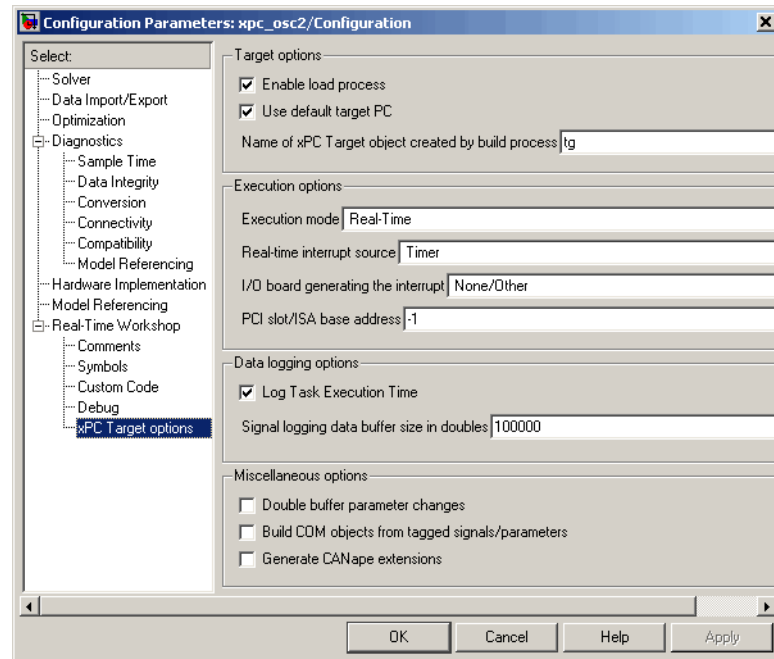 Configuration Parameters: xpc_osc2/Configuration
Select:
Solver
Data Import/Export
Optimization
Diagnostics
Sample Time
Data Integrity
Conversion
Connectivity
Compatibility
Model Referencing
Hardware Implementation
Model Referencing
Real-Time Workshop
Comments
Symbols
Custom Code
Debug
xPC Target options
Target options
Enable load process
Use default target PC
Name of xPC Target object created by build process tg
Execution options
Execution mode Real-Time
Real-time interrupt source Timer
I/O board generating the interrupt None/Other
PCI slot/ISA base address -1
Data logging options
Log Task Execution Time
Signal logging data buffer size in doubles 100000
Miscellaneous options
Double buffer parameter changes
Build COM objects from tagged signals/parameters
Generate CANape extensions
OK
Cancel
Help
Apply